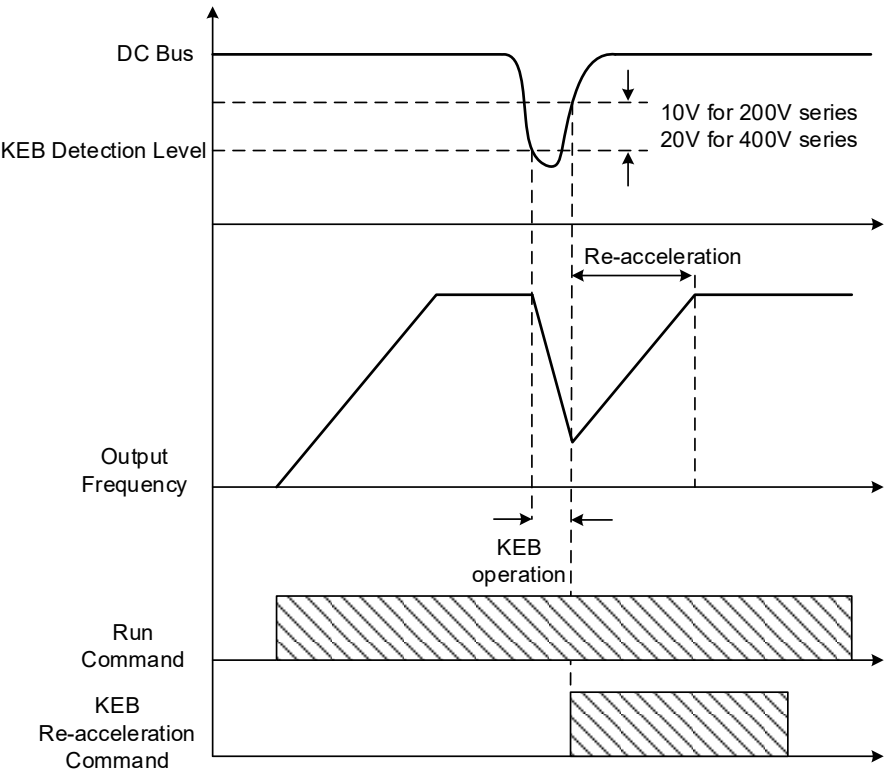 DC Bus
10V for 200V series
20V for 400V series
KEB Detection Level
Re-acceleration
Output
Frequency
KEB
operation
Run
Command
KEB
Re-acceleration
Command